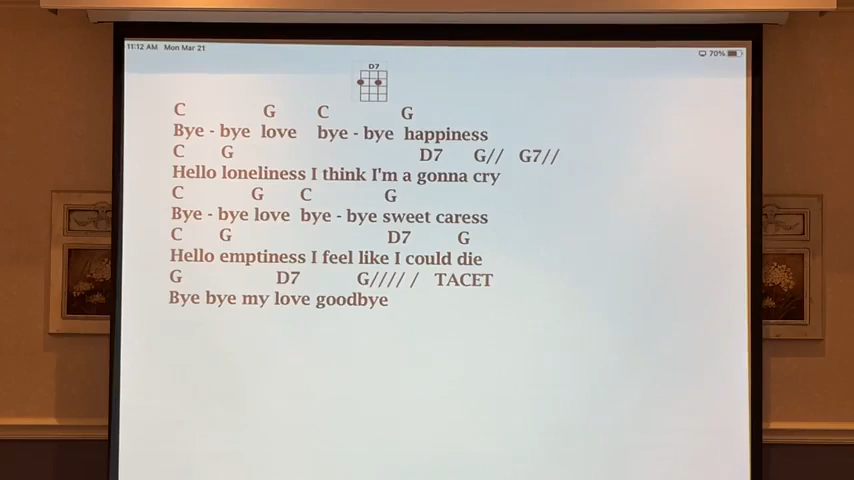 11:12 AM Mon Mar 21
70%
D7
C G C G
Bye - bye love bye - bye happiness
C G D7 G// G7//
Hello loneliness I think I'm a gonna cry
C G C G
Bye - bye love bye - bye sweet caress
C G D7 G
Hello emptiness I feel like I could die
G D7 G//// / TACET
Bye bye my love goodbye